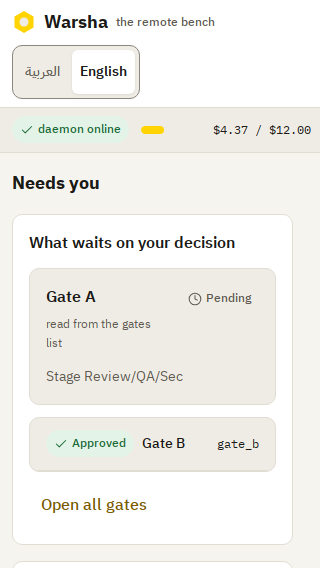 Warsha the remote bench
العربية English
daemon online $4.37 / $12.00
Needs you
What waits on your decision
Gate A Pending
read from the gates
list
Stage Review/QA/Sec
Approved Gate B gate_b
Open all gates